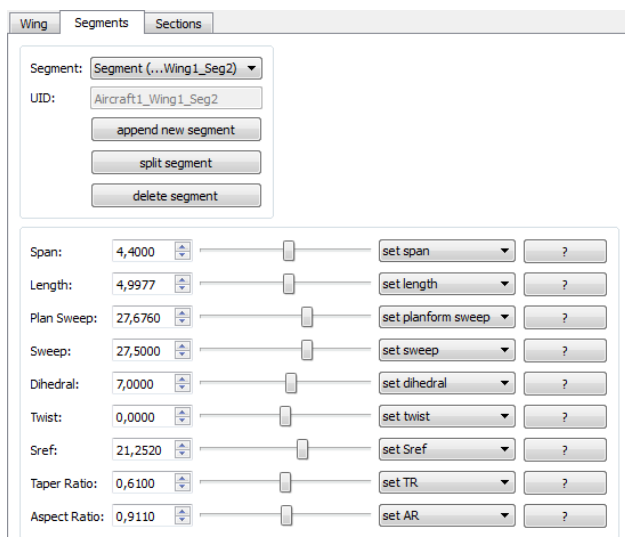 Wing Segments Sections
Segment: Segment (...Wing1_Seg2)
UID: Aircraft1_Wing1_Seg2
append new segment
split segment
delete segment
Span: 4,4000 set span ?
Length: 4,9977 set length ?
Plan Sweep: 27,6760 set planform sweep ?
Sweep: 27,5000 set sweep ?
Dihedral: 7,0000 set dihedral ?
Twist: 0,0000 set twist ?
Sref: 21,2520 set Sref ?
Taper Ratio: 0,6100 set TR ?
Aspect Ratio: 0,9110 set AR ?